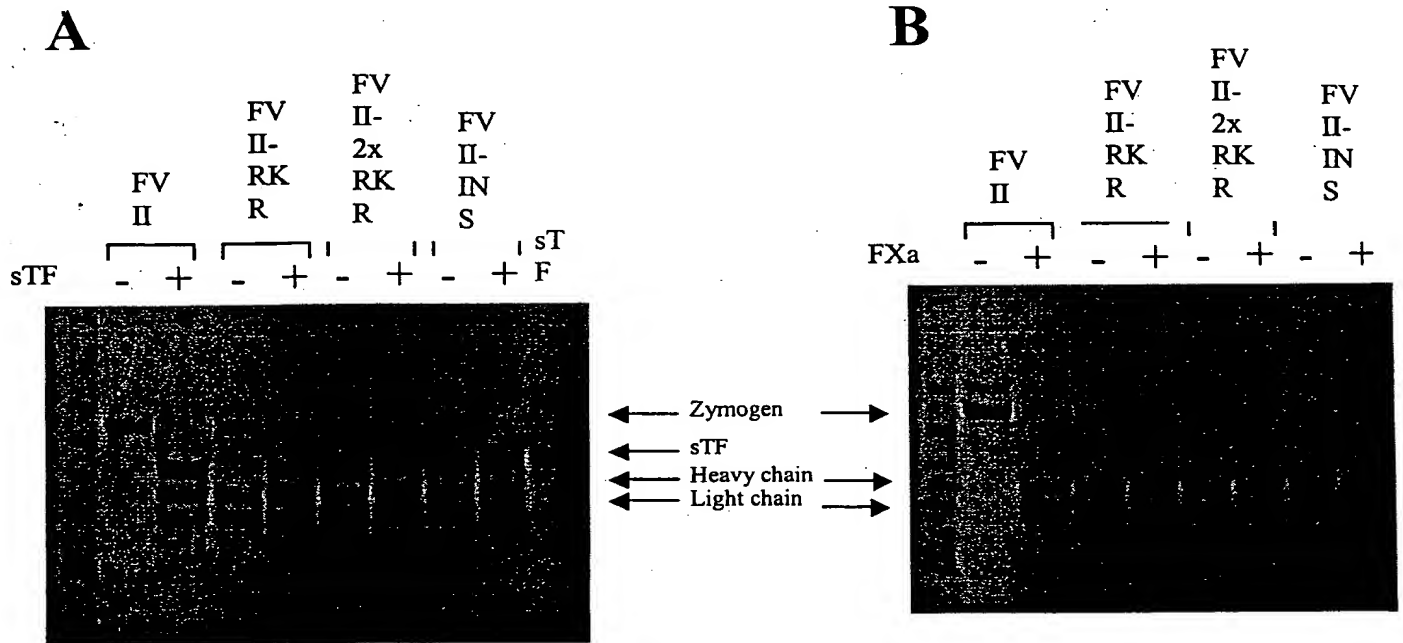 A
B
FV
II
FV
II-
RK
R
FV
II-
2x
RK
R
FV
II-
IN
S
sTF - + - + - + - + sT
F
FV
II
FV
II-
RK
R
FV
II-
2x
RK
R
FV
II-
IN
S
FXa - + - + - + - +
Zymogen
sTF
Heavy chain
Light chain